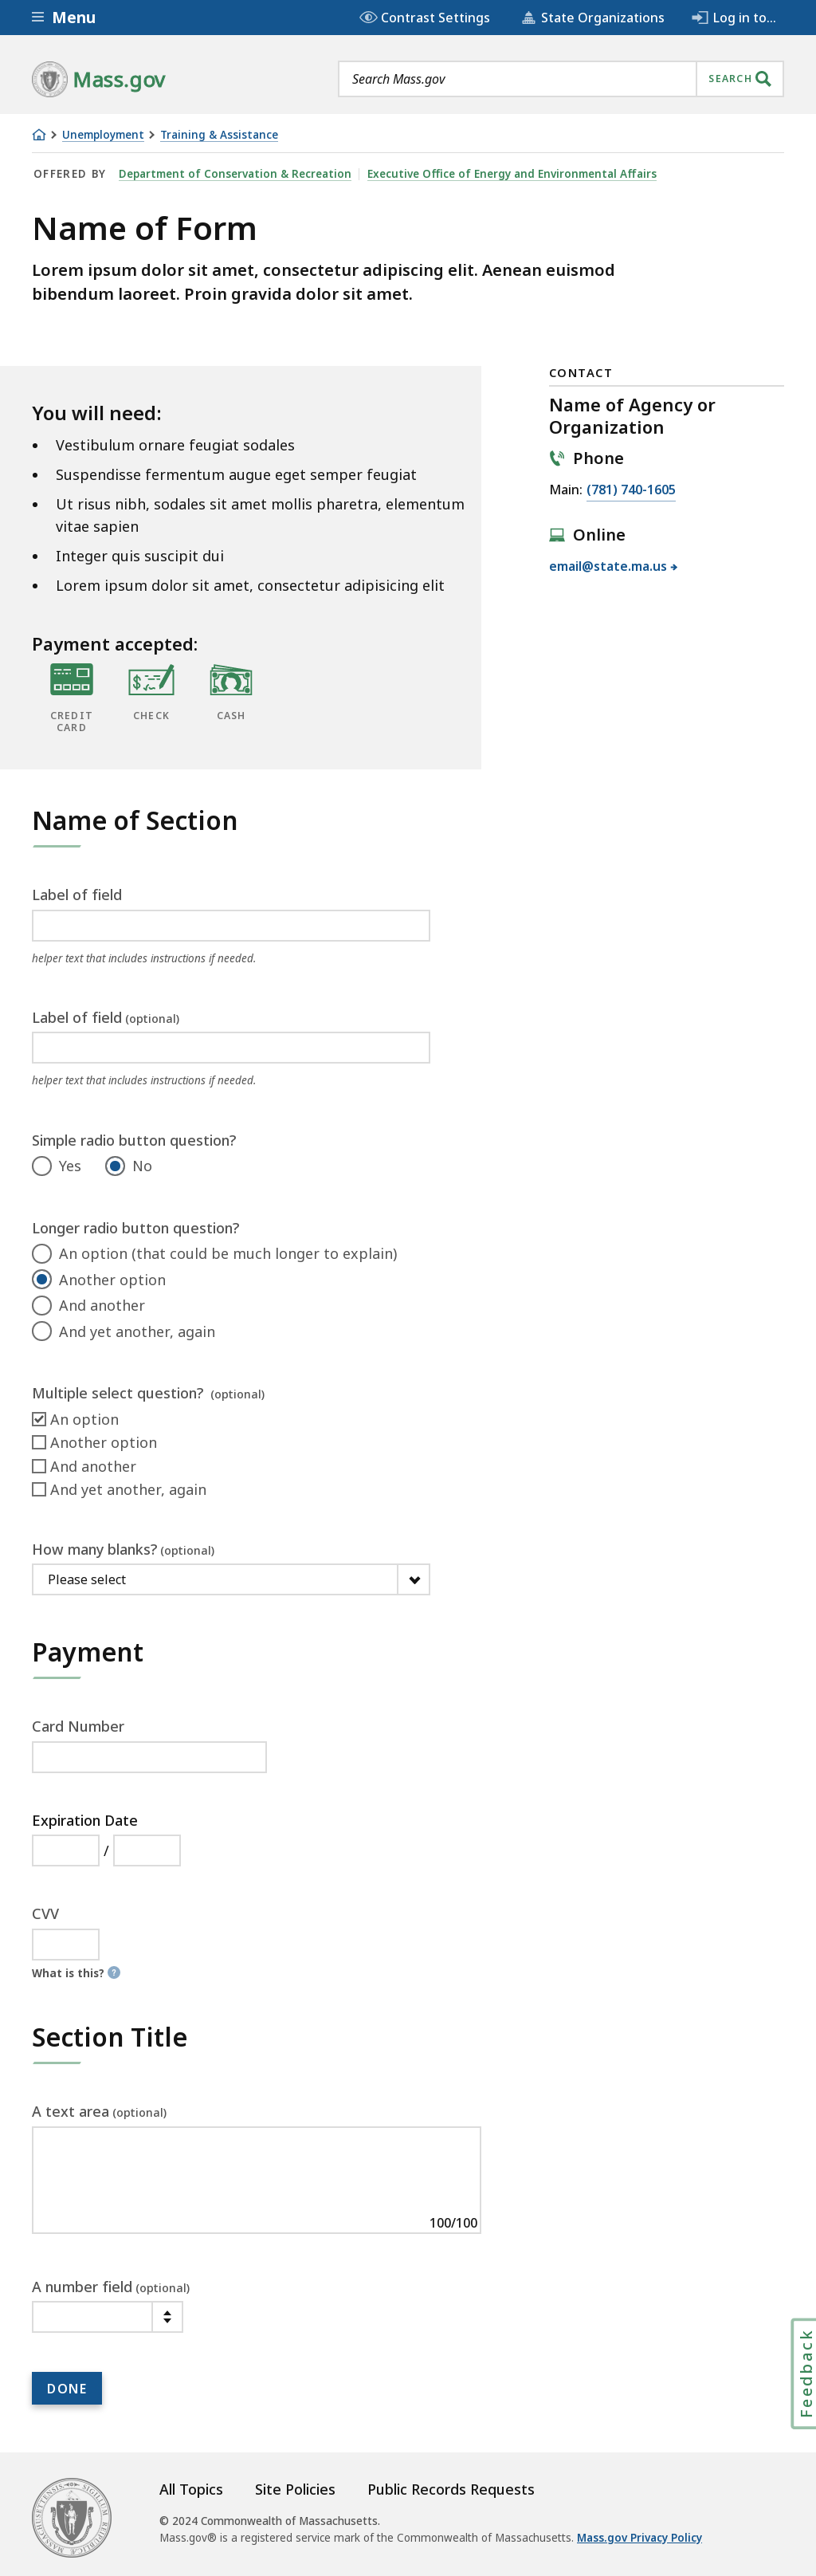 Menu
Contrast Settings
State Organizations
Log in to...
Mass.gov
Search Mass.gov
SEARCH
Unemployment
Training & Assistance
OFFERED BY
Department of Conservation & Recreation
Executive Office of Energy and Environmental Affairs
Name of Form
Lorem ipsum dolor sit amet, consectetur adipiscing elit. Aenean euismod
bibendum laoreet. Proin gravida dolor sit amet.
You will need:
Vestibulum ornare feugiat sodales
Suspendisse fermentum augue eget semper feugiat
Ut risus nibh, sodales sit amet mollis pharetra, elementum
vitae sapien
Integer quis suscipit dui
Lorem ipsum dolor sit amet, consectetur adipisicing elit
Payment accepted:
CREDIT
CARD
CHECK
CASH
CONTACT
Name of Agency or
Organization
Phone
Main: (781) 740-1605
Online
email@state.ma.us
Name of Section
Label of field
helper text that includes instructions if needed.
Label of field (optional)
helper text that includes instructions if needed.
Simple radio button question?
Yes
No
Longer radio button question?
An option (that could be much longer to explain)
Another option
And another
And yet another, again
Multiple select question? (optional)
An option
Another option
And another
And yet another, again
How many blanks? (optional)
Please select
Payment
Card Number
Expiration Date
/
CVV
What is this? ?
Section Title
A text area (optional)
100/100
A number field (optional)
DONE
Feedback
All Topics
Site Policies
Public Records Requests
© 2024 Commonwealth of Massachusetts.
Mass.gov® is a registered service mark of the Commonwealth of Massachusetts. Mass.gov Privacy Policy